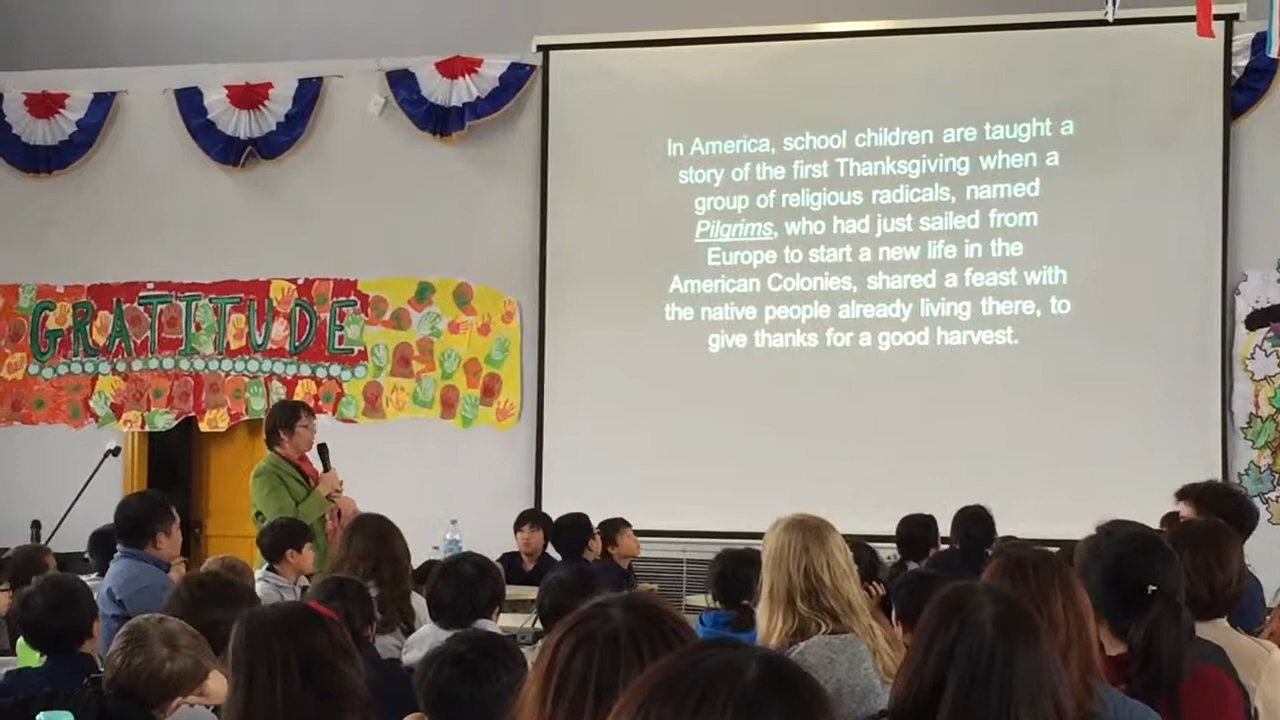 GRATITUDE
In America, school children are taught a
story of the first Thanksgiving when a
group of religious radicals, named
Pilgrims, who had just sailed from
Europe to start a new life in the
American Colonies, shared a feast with
the native people already living there, to
give thanks for a good harvest.